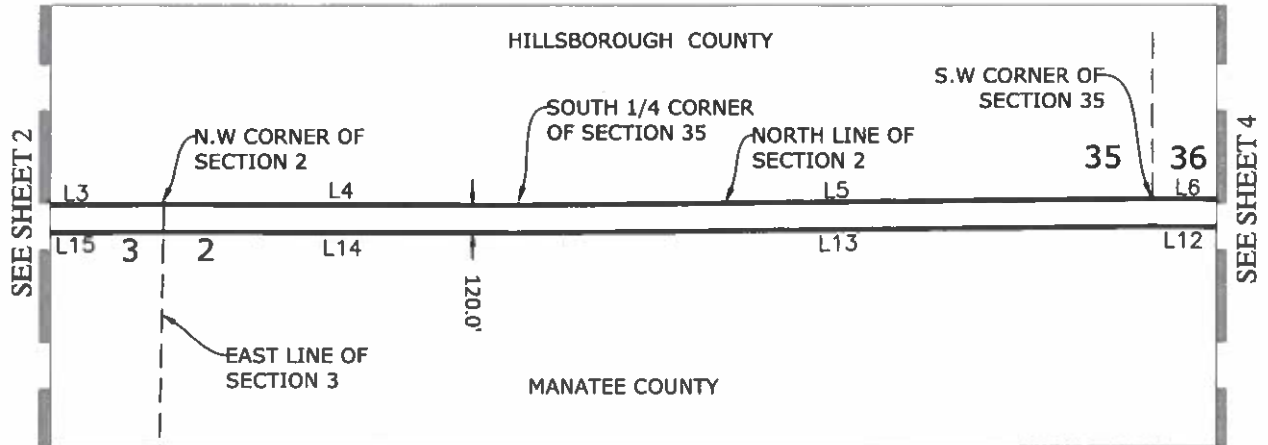 HILLSBOROUGH COUNTY
S.W CORNER OF
SECTION 35
SOUTH 1/4 CORNER
OF SECTION 35
N.W CORNER OF
SECTION 2
NORTH LINE OF
SECTION 2
35
36
SEE SHEET 2
SEE SHEET 4
L3
L4
L5
L6
L15
3
2
L14
L13
L12
120.0'
EAST LINE OF
SECTION 3
MANATEE COUNTY